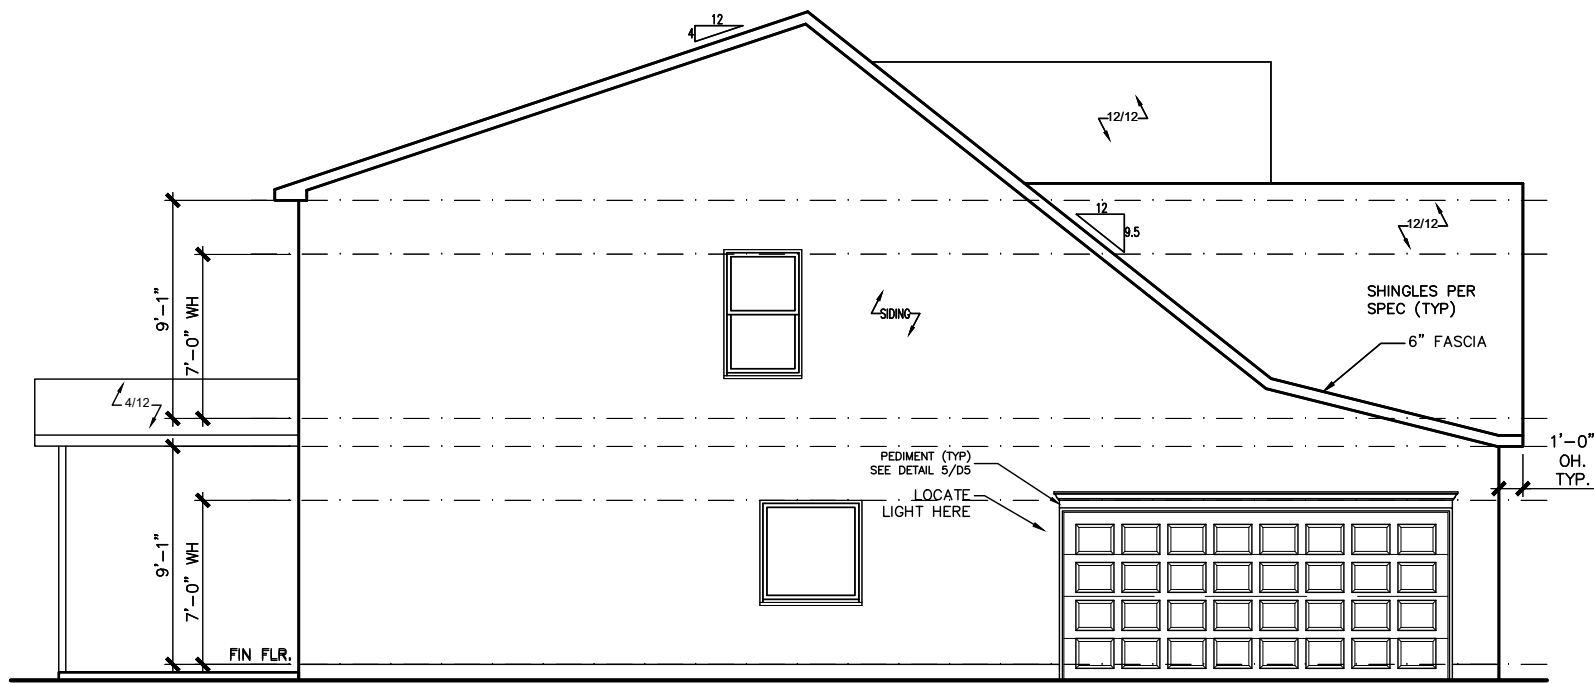 12
4
12/12
12
9.5
12/12
9'-1"
7'-0" WH
SIDING
SHINGLES PER
SPEC (TYP)
6" FASCIA
4/12
PEDIMENT (TYP)
SEE DETAIL 5/D5
LOCATE
LIGHT HERE
1'-0"
OH.
TYP.
9'-1"
7'-0" WH
FIN FLR.